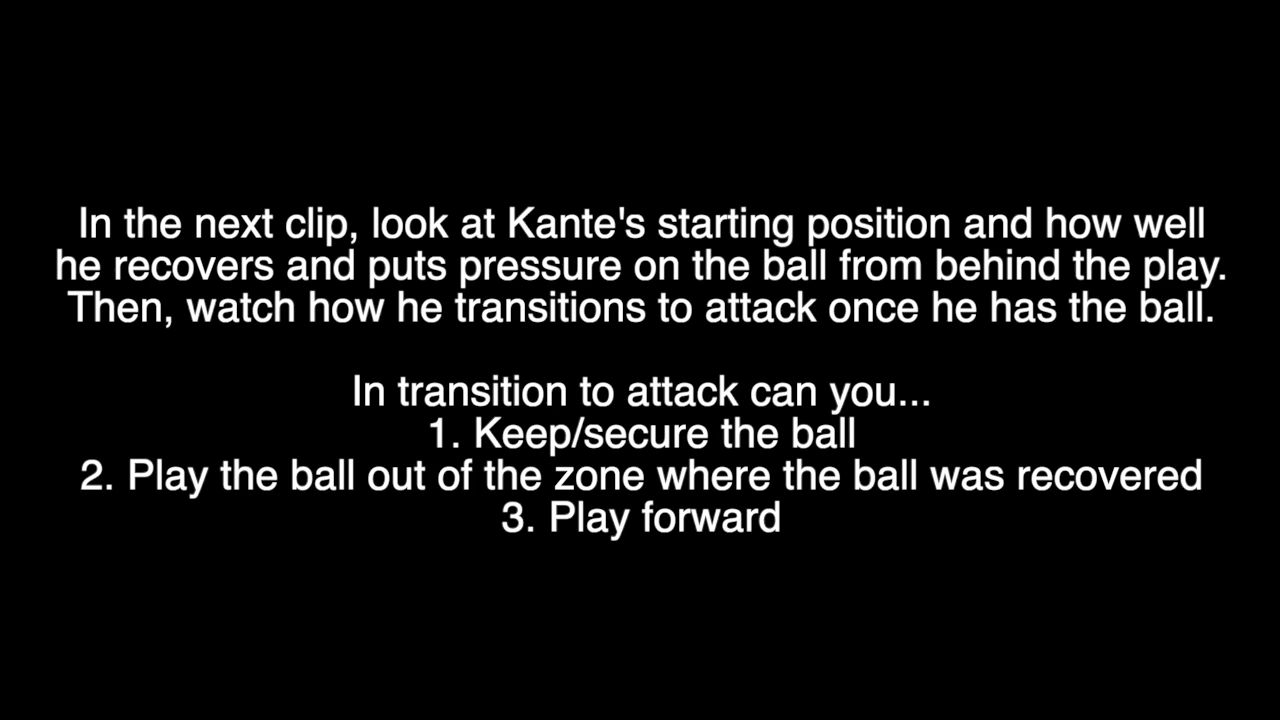 In the next clip, look at Kante's starting position and how well
he recovers and puts pressure on the ball from behind the play.
Then, watch how he transitions to attack once he has the ball.
In transition to attack can you...
1. Keep/secure the ball
2. Play the ball out of the zone where the ball was recovered
3. Play forward